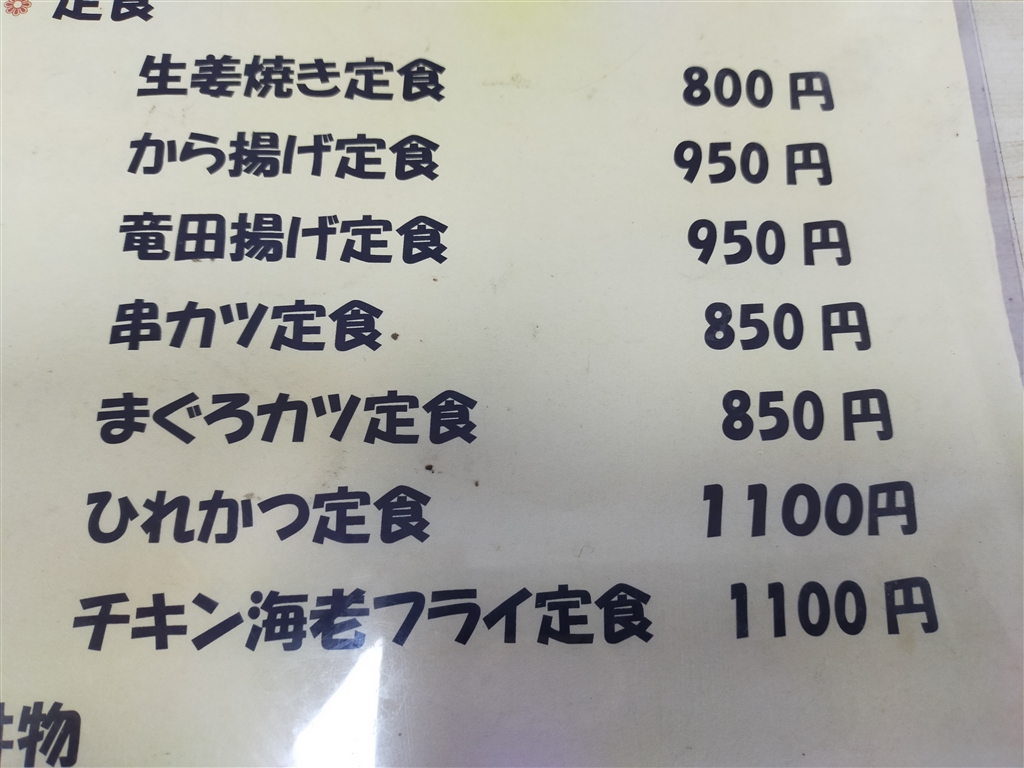 定食
生姜焼き定食 800円
から揚げ定食 950円
竜田揚げ定食 950円
串カツ定食 850円
まぐろカツ定食 850円
ひれかつ定食 1100円
チキン海老フライ定食 1100円
丼物